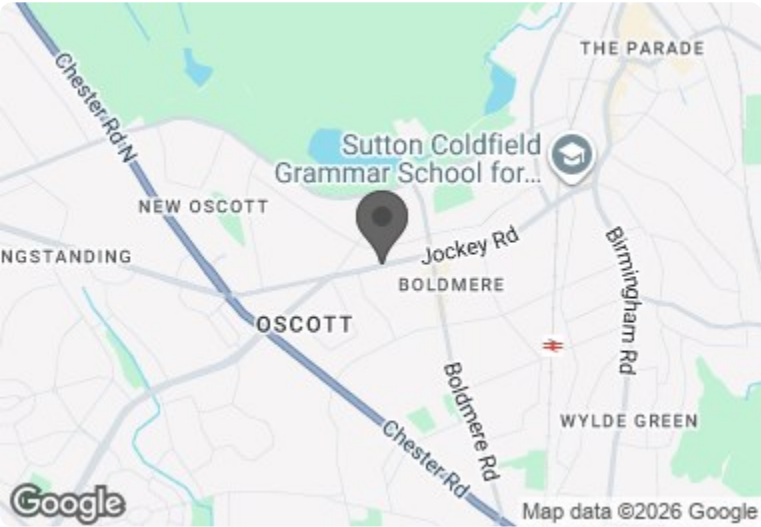 THE PARADE
Chester Rd N
Sutton Coldfield
Grammar School for...
NEW OSCOTT
Jockey Rd
NGSTANDING
BOLDMERE
Birmingham Rd
OSCOTT
Boldmere Rd
WYLDE GREEN
Chester Rd
Google
Map data ©2026 Google